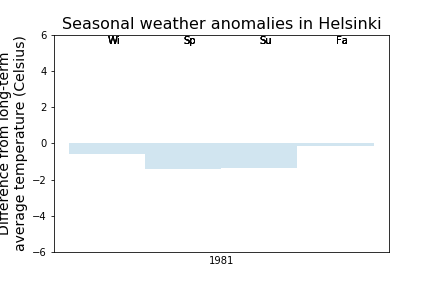 Seasonal weather anomalies in Helsinki
Wi Sp Su Fa
6
4
2
0
−2
−4
−6
Difference from long-term
average temperature (Celsius)
1981